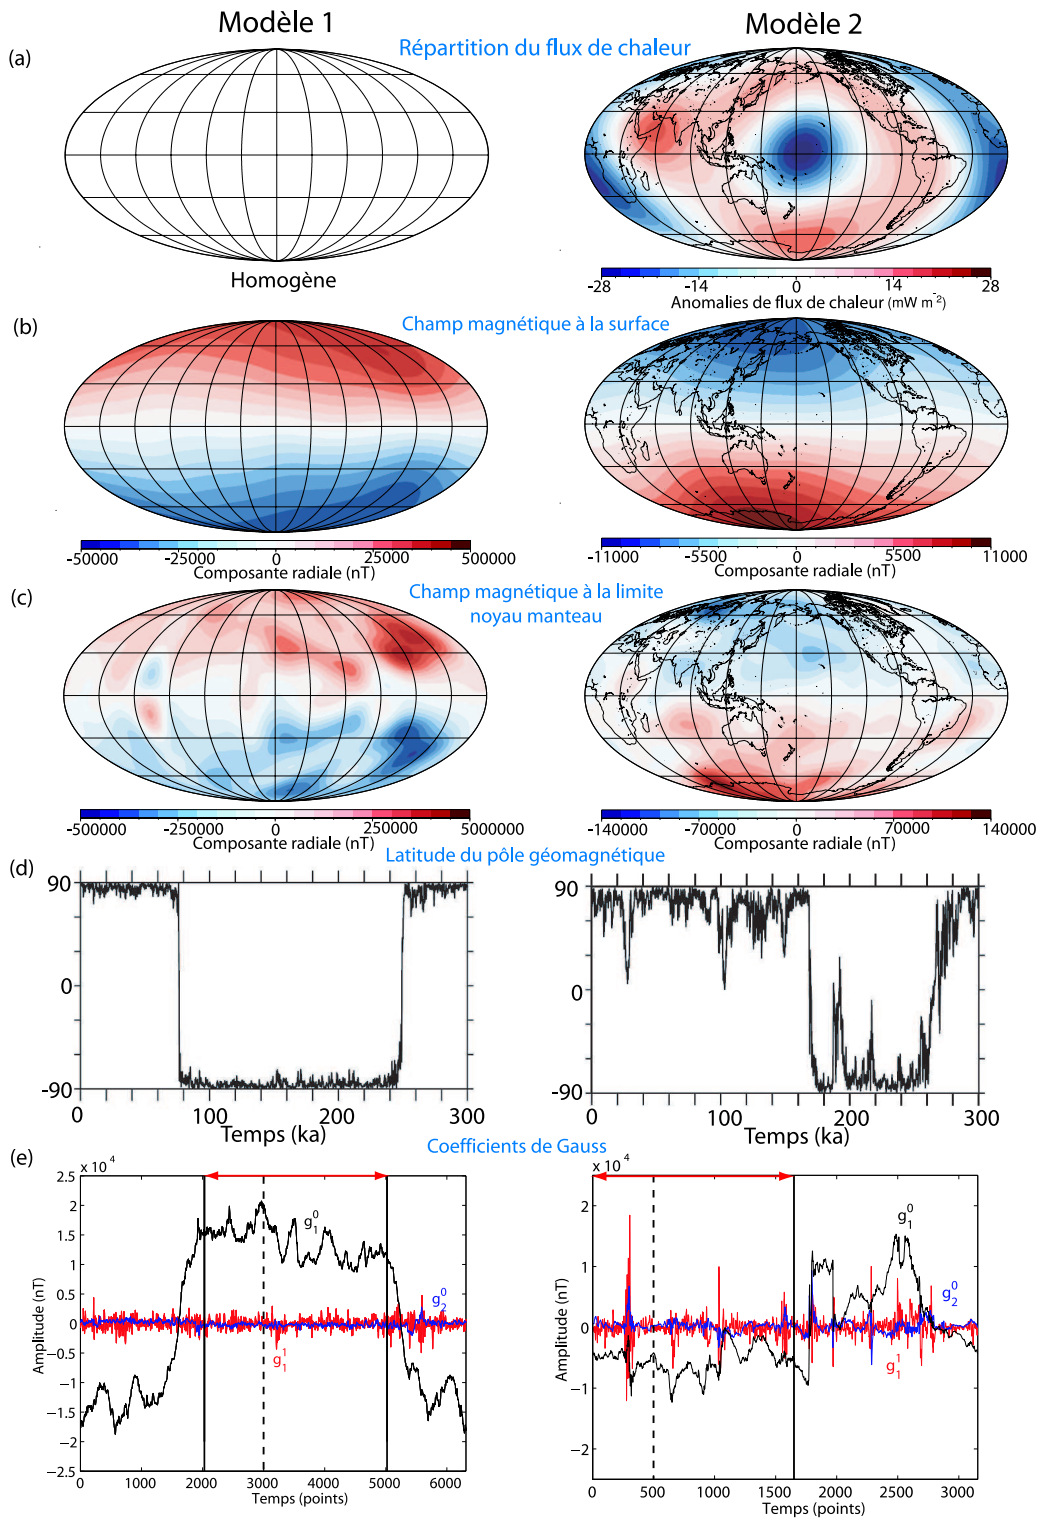 Modèle 1
Modèle 2
(a)
Répartition du flux de chaleur
Homogène
-28
-14
0
14
28
Anomalies de flux de chaleur (mW m-2)
(b)
Champ magnétique à la surface
-50000
-25000
0
25000
500000
Composante radiale (nT)
-11000
-5500
0
5500
11000
Composante radiale (nT)
(c)
Champ magnétique à la limite
noyau manteau
-500000
-250000
0
250000
5000000
Composante radiale (nT)
-140000
-70000
0
70000
140000
Composante radiale (nT)
(d)
Latitude du pôle géomagnétique
90
0
-90
0
100
200
300
Temps (ka)
90
0
-90
0
100
200
300
Temps (ka)
(e)
Coefficients de Gauss
x 10 4
2.5
2
1.5
1
0.5
0
−0.5
−1
−1.5
−2
−2.5
Amplitude (nT)
g10
g20
g11
0
1000
2000
3000
4000
5000
6000
Temps (points)
x 10 4
2
1
0
−1
−2
Amplitude (nT)
g10
g20
g11
0
500
1000
1500
2000
2500
3000
Temps (points)